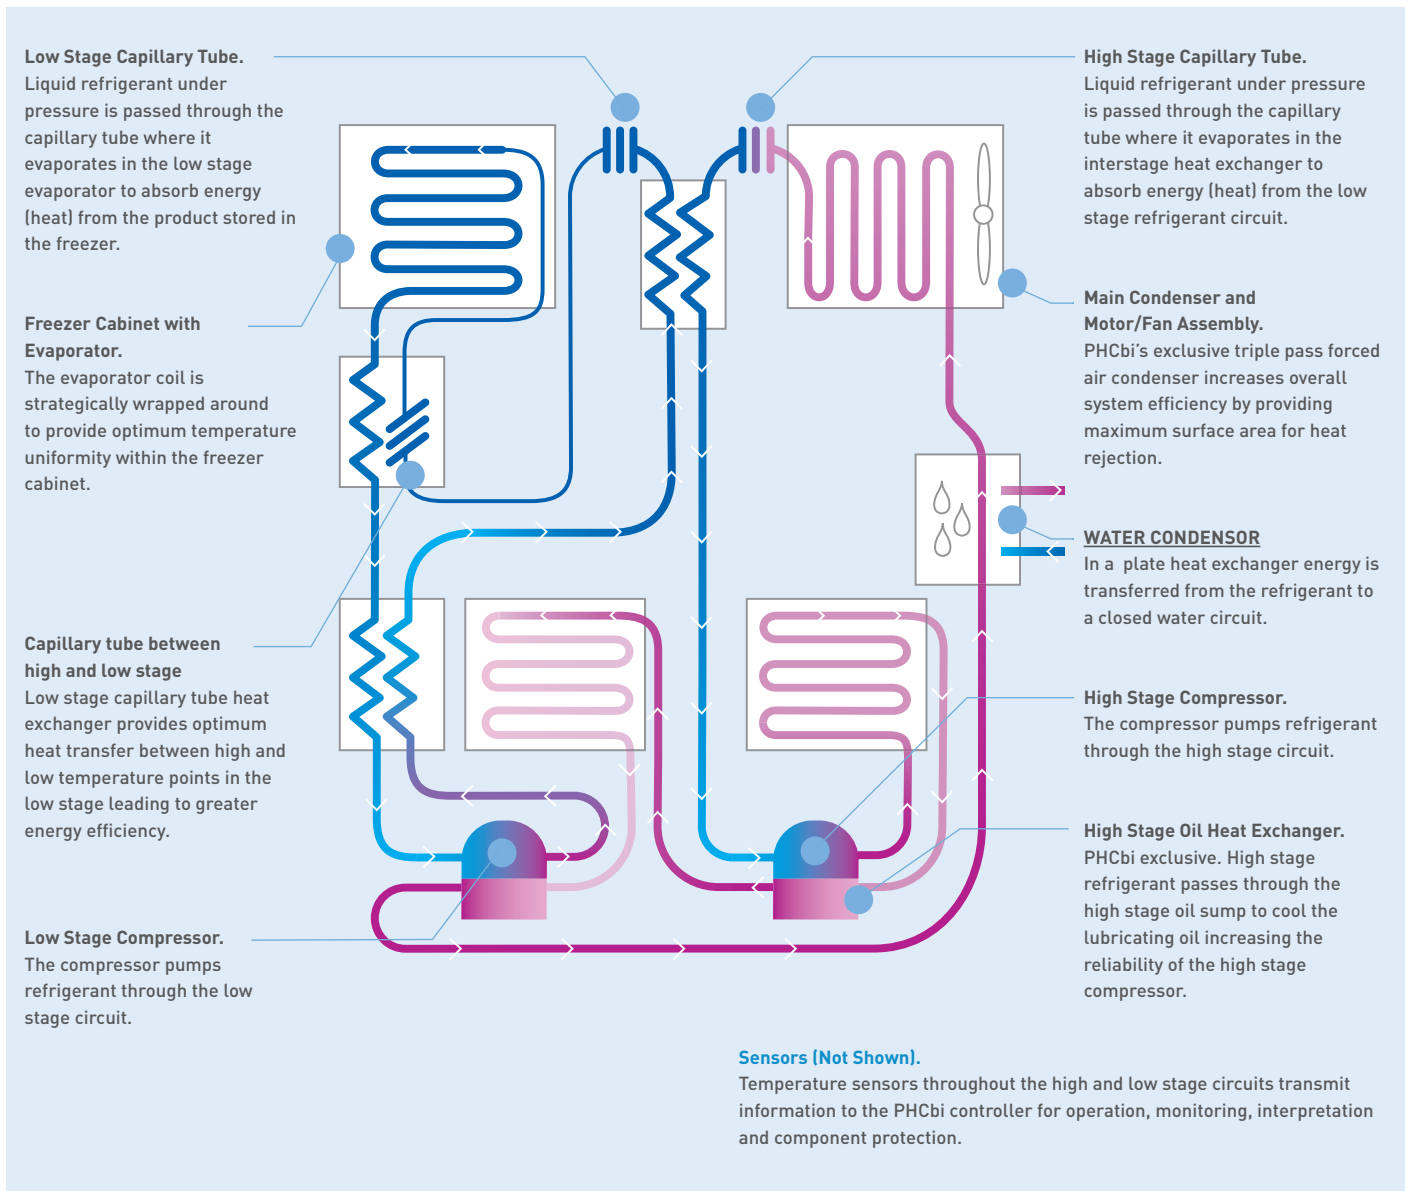 Low Stage Capillary Tube.
Liquid refrigerant under
pressure is passed through the
capillary tube where it
evaporates in the low stage
evaporator to absorb energy
(heat) from the product stored in
the freezer.
Freezer Cabinet with
Evaporator.
The evaporator coil is
strategically wrapped around
to provide optimum temperature
uniformity within the freezer
cabinet.
Capillary tube between
high and low stage
Low stage capillary tube heat
exchanger provides optimum
heat transfer between high and
low temperature points in the
low stage leading to greater
energy efficiency.
Low Stage Compressor.
The compressor pumps
refrigerant through the low
stage circuit.
High Stage Capillary Tube.
Liquid refrigerant under pressure
is passed through the capillary
tube where it evaporates in the
interstage heat exchanger to
absorb energy (heat) from the low
stage refrigerant circuit.
Main Condenser and
Motor/Fan Assembly.
PHCbi's exclusive triple pass forced
air condenser increases overall
system efficiency by providing
maximum surface area for heat
rejection.
WATER CONDENSOR
In a plate heat exchanger energy is
transferred from the refrigerant to
a closed water circuit.
High Stage Compressor.
The compressor pumps refrigerant
through the high stage circuit.
High Stage Oil Heat Exchanger.
PHCbi exclusive. High stage
refrigerant passes through the
high stage oil sump to cool the
lubricating oil increasing the
reliability of the high stage
compressor.
Sensors (Not Shown).
Temperature sensors throughout the high and low stage circuits transmit
information to the PHCbi controller for operation, monitoring, interpretation
and component protection.